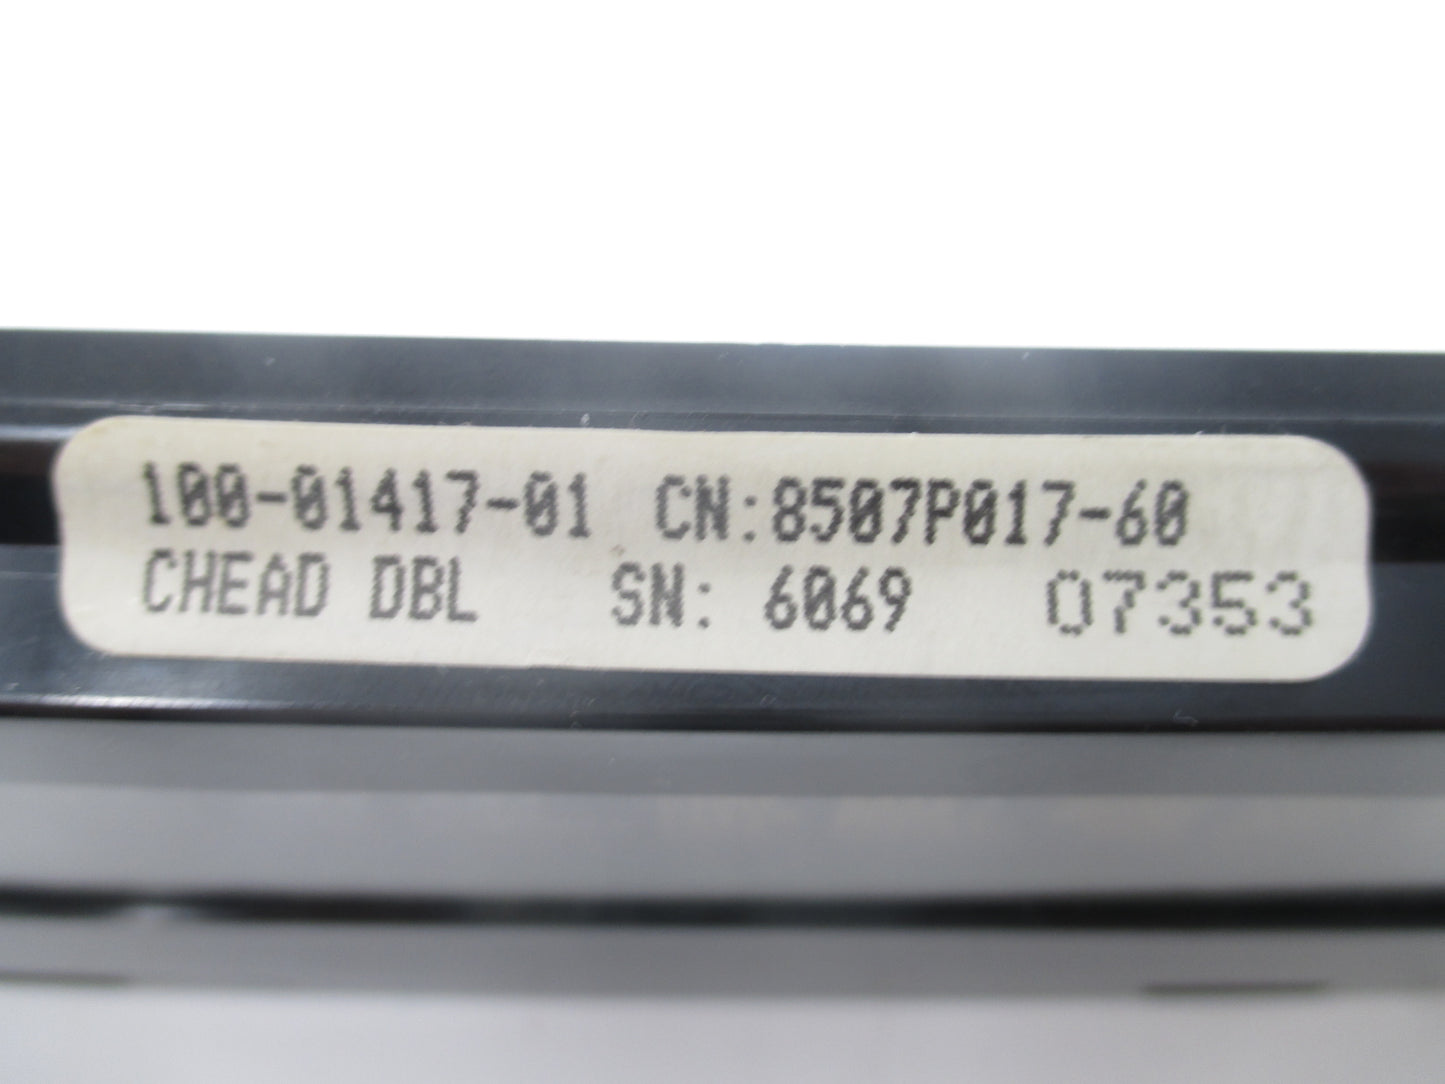 100-01417-01 CN:8507P017-60
CHEAD DBL SN: 6069 07353